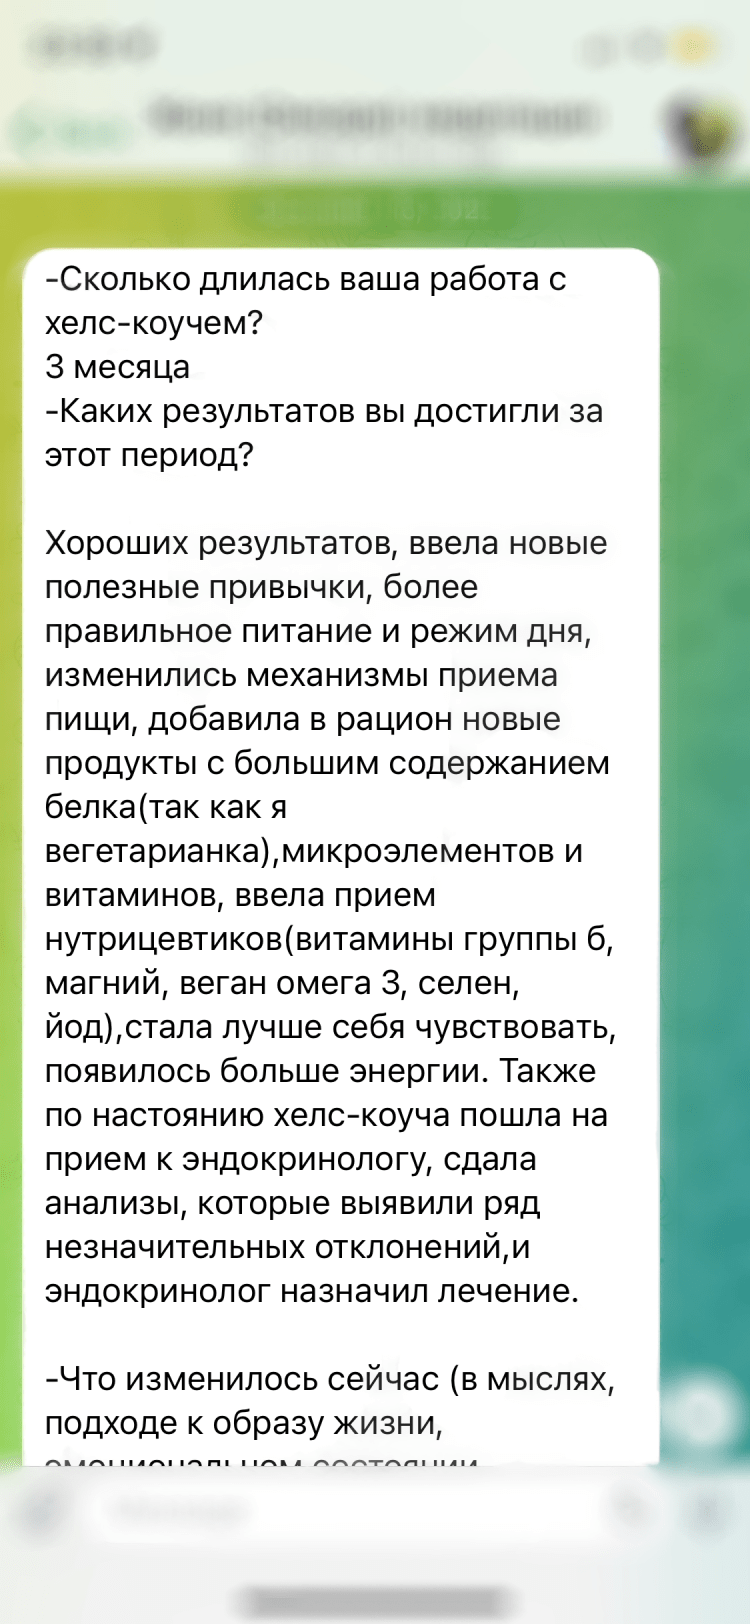 -Сколько длилась ваша работа с
хелс-коучем?
3 месяца
-Каких результатов вы достигли за
этот период?
Хороших результатов, ввела новые
полезные привычки, более
правильное питание и режим дня,
изменились механизмы приема
пищи, добавила в рацион новые
продукты с большим содержанием
белка(так как я
вегетарианка),микроэлементов и
витаминов, ввела прием
нутрицевтиков(витамины группы б,
магний, веган омега 3, селен,
йод),стала лучше себя чувствовать,
появилось больше энергии. Также
по настоянию хелс-коуча пошла на
прием к эндокринологу, сдала
анализы, которые выявили ряд
незначительных отклонений,и
эндокринолог назначил лечение.
-Что изменилось сейчас (в мыслях,
подходе к образу жизни,
эмоциональном состоянии